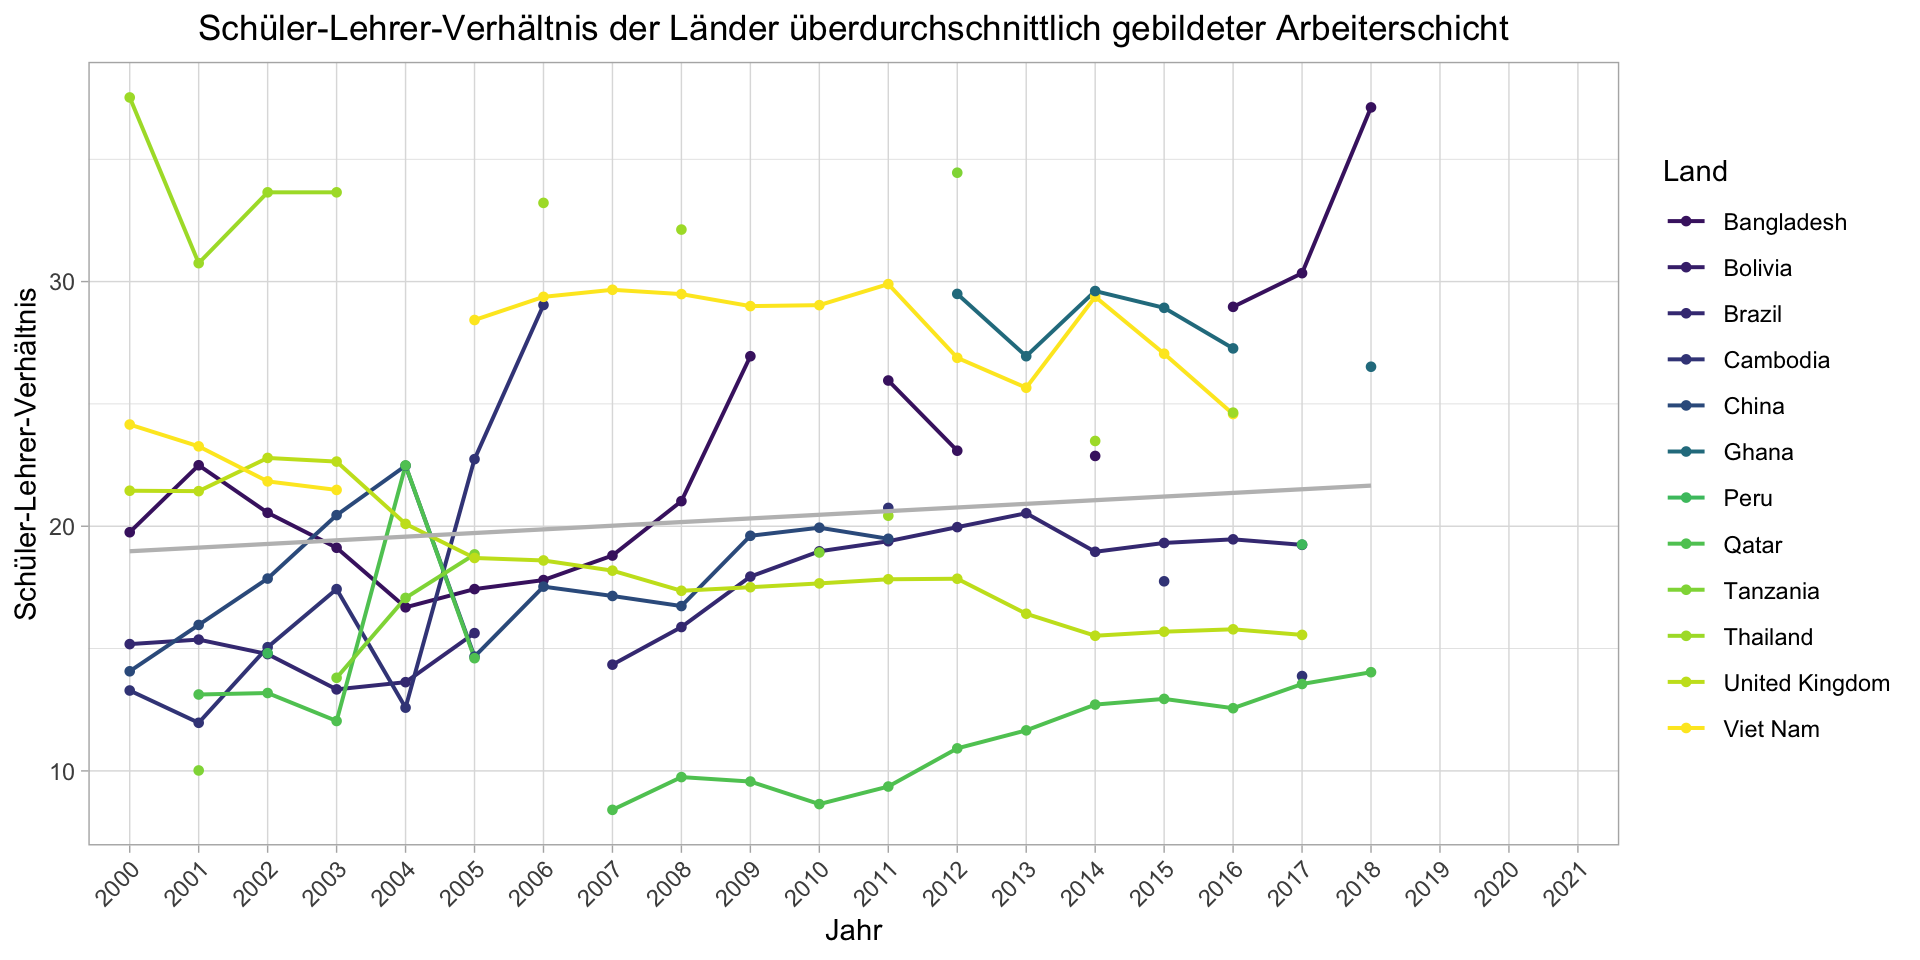 Schüler-Lehrer-Verhältnis der Länder überdurchschnittlich gebildeter Arbeiterschicht
Schüler-Lehrer-Verhältnis
30
20
10
2000
2001
2002
2003
2004
2005
2006
2007
2008
2009
2010
2011
2012
2013
2014
2015
2016
2017
2018
2019
2020
2021
Jahr
Land
Bangladesh
Bolivia
Brazil
Cambodia
China
Ghana
Peru
Qatar
Tanzania
Thailand
United Kingdom
Viet Nam